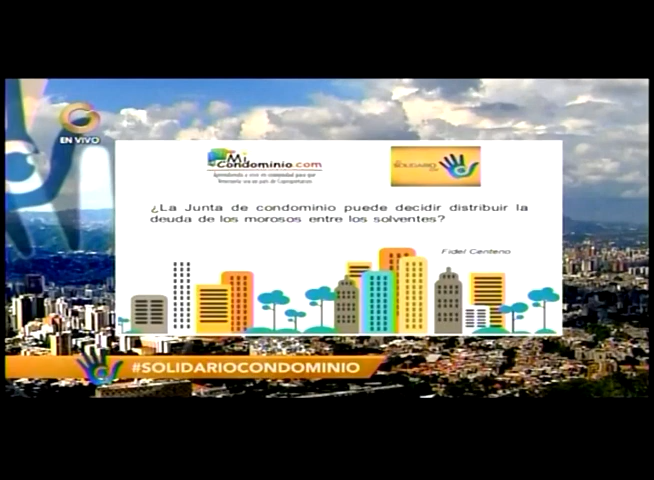 EN VIVO
Mi
Condominio.com
Aprendiendo a vivir en comunidad para que
Venezuela sea un país de Copropietarios
SOLIDARIO
¿La Junta de condominio puede decidir distribuir la
deuda de los morosos entre los solventes?
Fidel Centeno
#SOLIDARIOCONDOMINIO